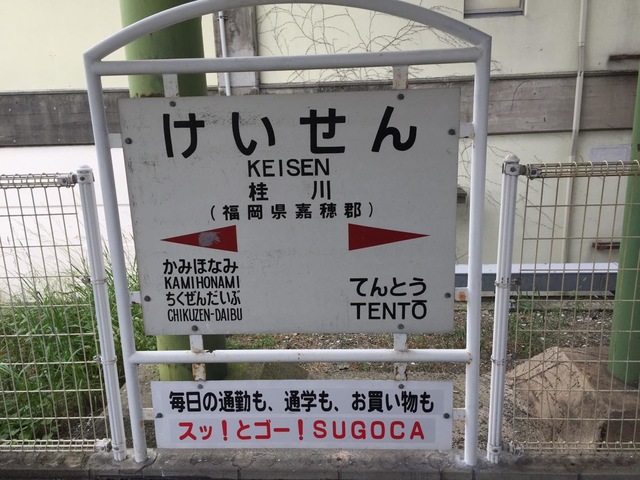 けいせん
KEISEN
桂川
(福岡県嘉穂郡)
かみほなみ
KAMIHONAMI
ちくぜんだいぶ
CHIKUZEN-DAIBU
てんとう
TENTŌ
毎日の通勤も、通学も、お買い物も
スッ!とゴー!SUGOCA